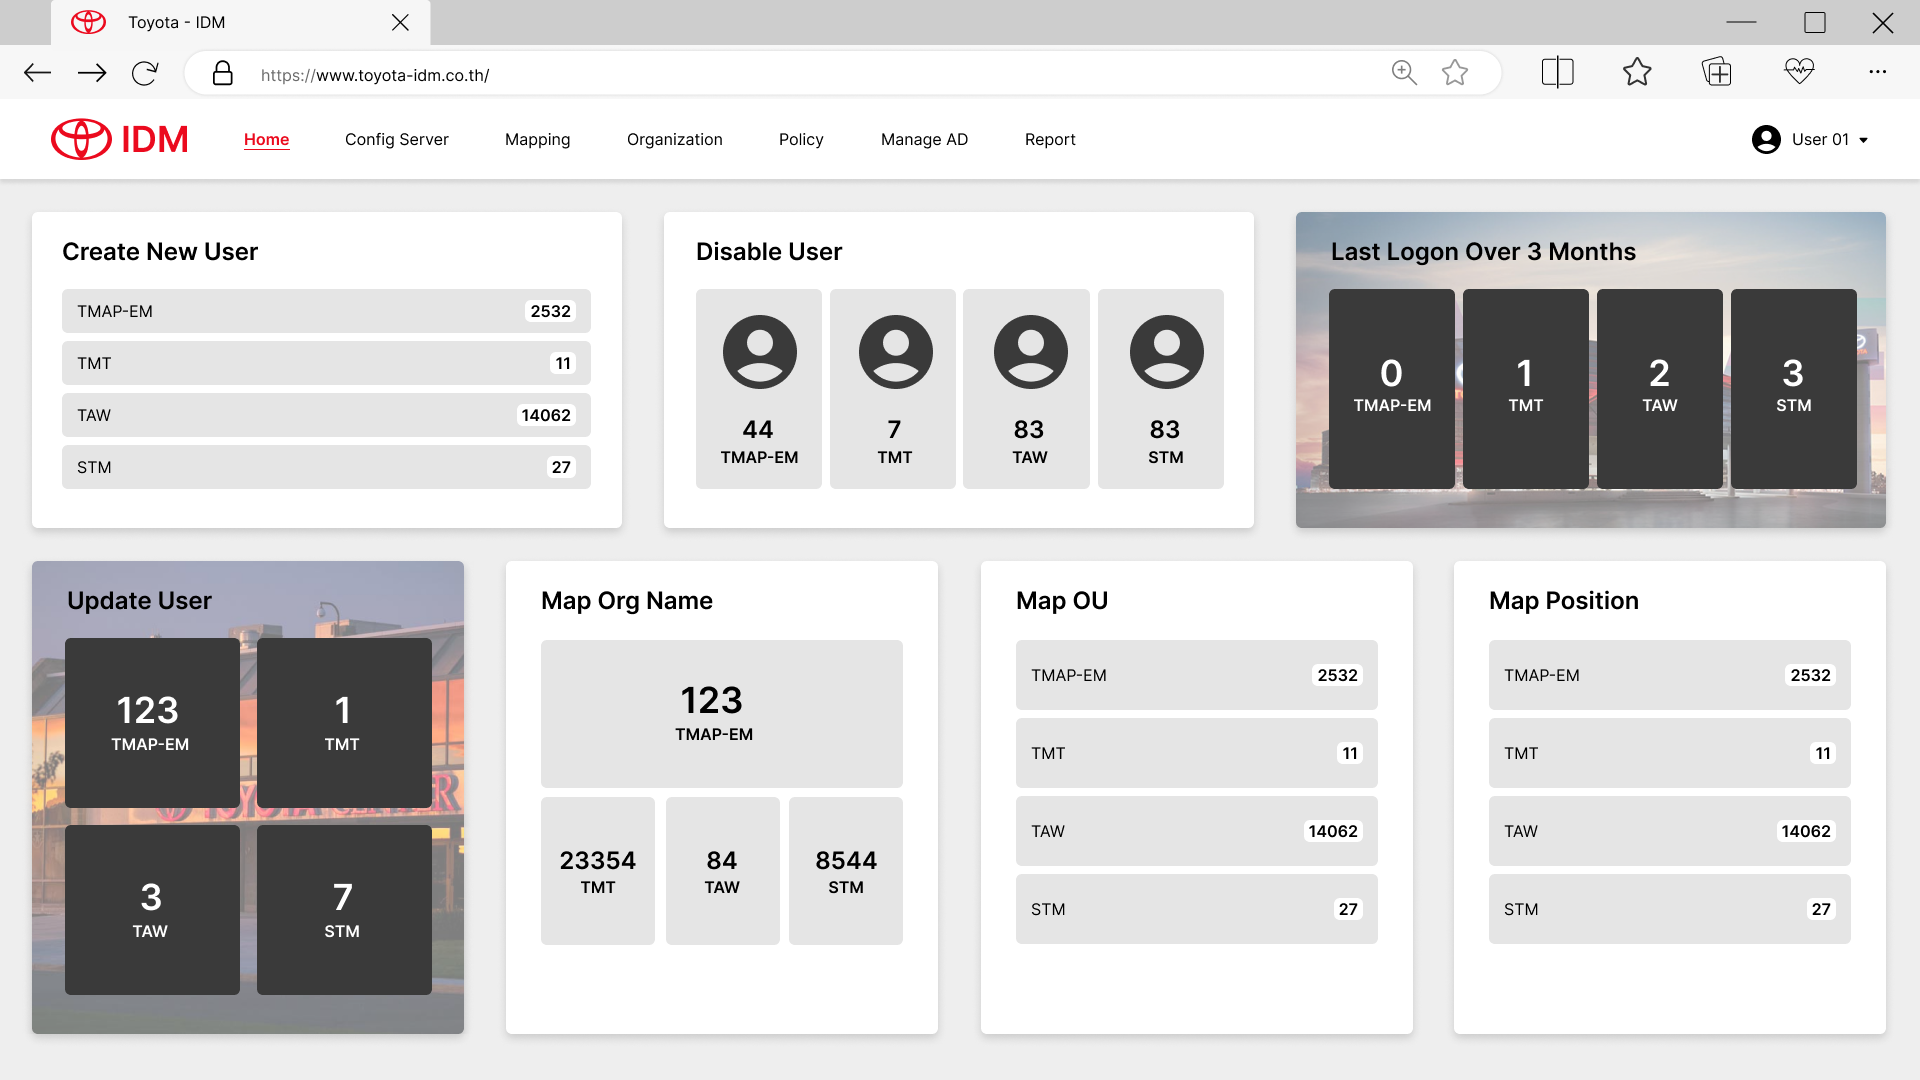 Toyota - IDM
https://www.toyota-idm.co.th/
IDM
Home Config Server Mapping Organization Policy Manage AD Report User 01
Create New User
TMAP-EM 2532
TMT 11
TAW 14062
STM 27
Disable User
44 7 83 83
TMAP-EM TMT TAW STM
Last Logon Over 3 Months
0 1 2 3
TMAP-EM TMT TAW STM
Update User
123 1
TMAP-EM TMT
3 7
TAW STM
Map Org Name
123
TMAP-EM
23354 84 8544
TMT TAW STM
Map OU
TMAP-EM 2532
TMT 11
TAW 14062
STM 27
Map Position
TMAP-EM 2532
TMT 11
TAW 14062
STM 27